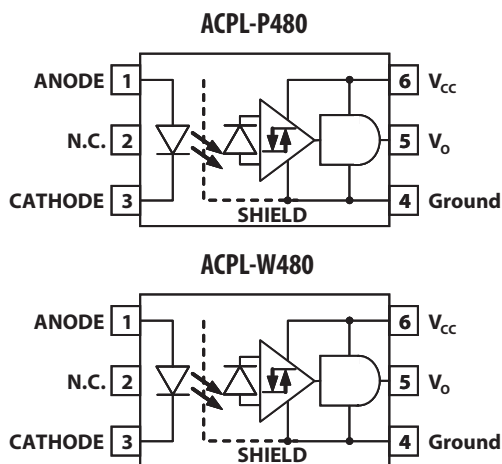 ACPL-P480
ANODE 1
6 VCC
N.C. 2
5 VO
CATHODE 3
4 Ground
SHIELD
ACPL-W480
ANODE 1
6 VCC
N.C. 2
5 VO
CATHODE 3
4 Ground
SHIELD